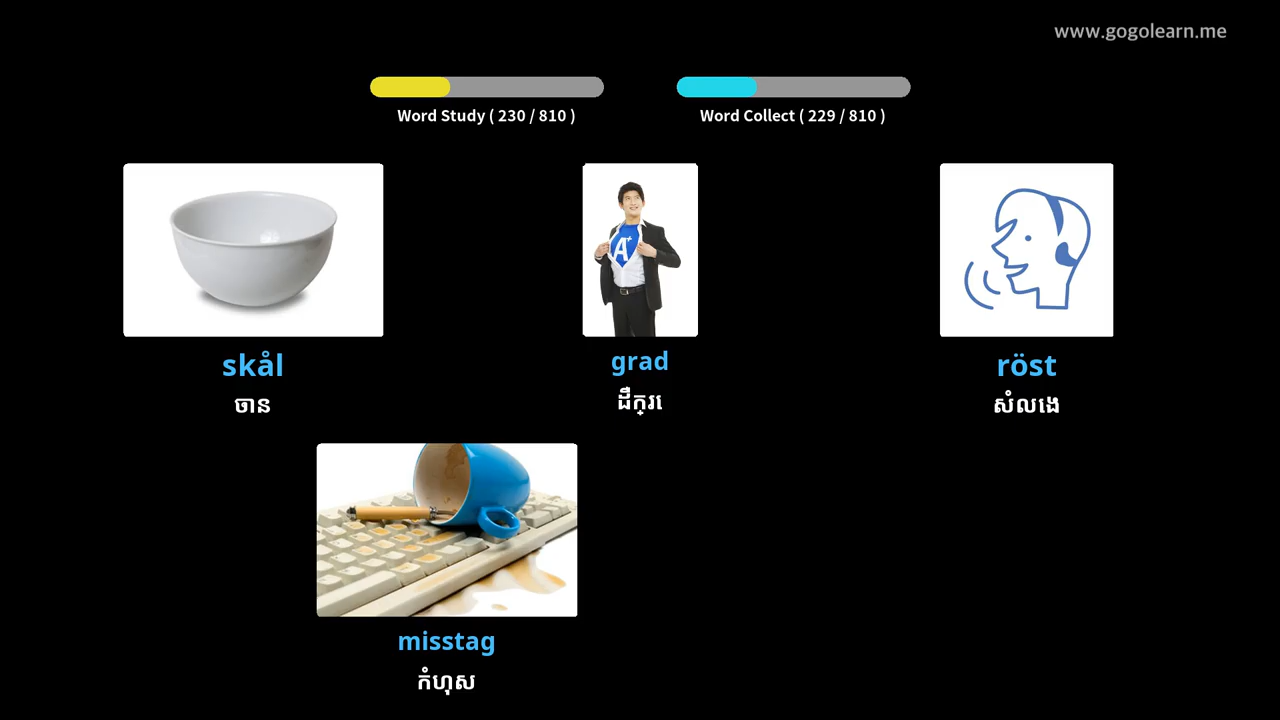 www.gogolearn.me
Word Study ( 230 / 810 )
Word Collect ( 229 / 810 )
A+
skål
ចាន
grad
ដឺក្រេ
röst
សំលេង
misstag
កំហុស